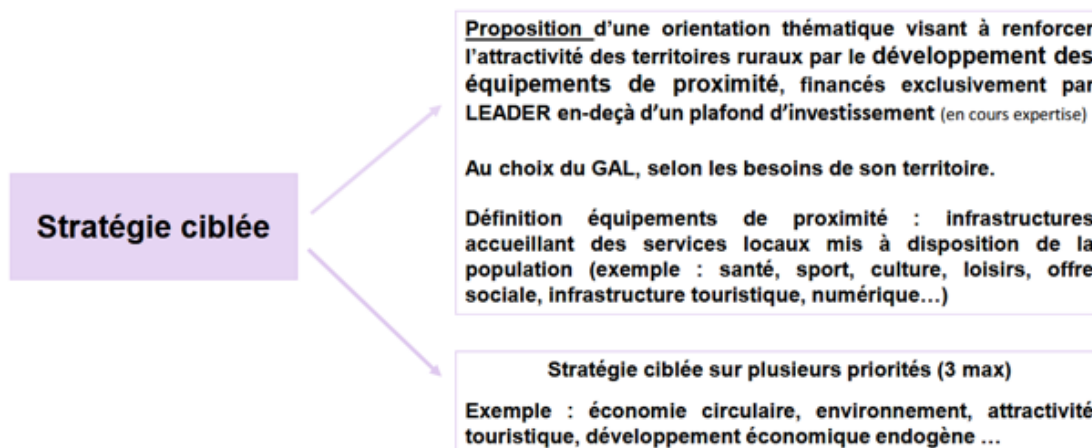 Stratégie ciblée
Proposition d'une orientation thématique visant à renforcer
l'attractivité des territoires ruraux par le développement des
équipements de proximité, financés exclusivement par
LEADER en-deçà d'un plafond d'investissement (en cours expertise)
Au choix du GAL, selon les besoins de son territoire.
Définition équipements de proximité : infrastructures
accueillant des services locaux mis à disposition de la
population (exemple : santé, sport, culture, loisirs, offre
sociale, infrastructure touristique, numérique…)
Stratégie ciblée sur plusieurs priorités (3 max)
Exemple : économie circulaire, environnement, attractivité
touristique, développement économique endogène …